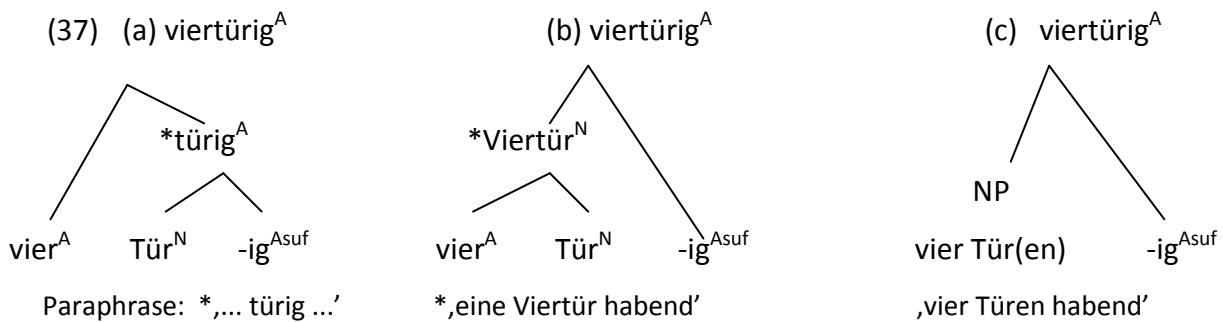 (37) (a) viertürig^A (b) viertürig^A (c) viertürig^A
*türig^A *Viertür^N
NP
vier^A Tür^N -ig^Asuf vier^A Tür^N -ig^Asuf vier Tür(en) -ig^Asuf
Paraphrase: *‚... türig ...’ *‚eine Viertür habend’ ‚vier Türen habend’